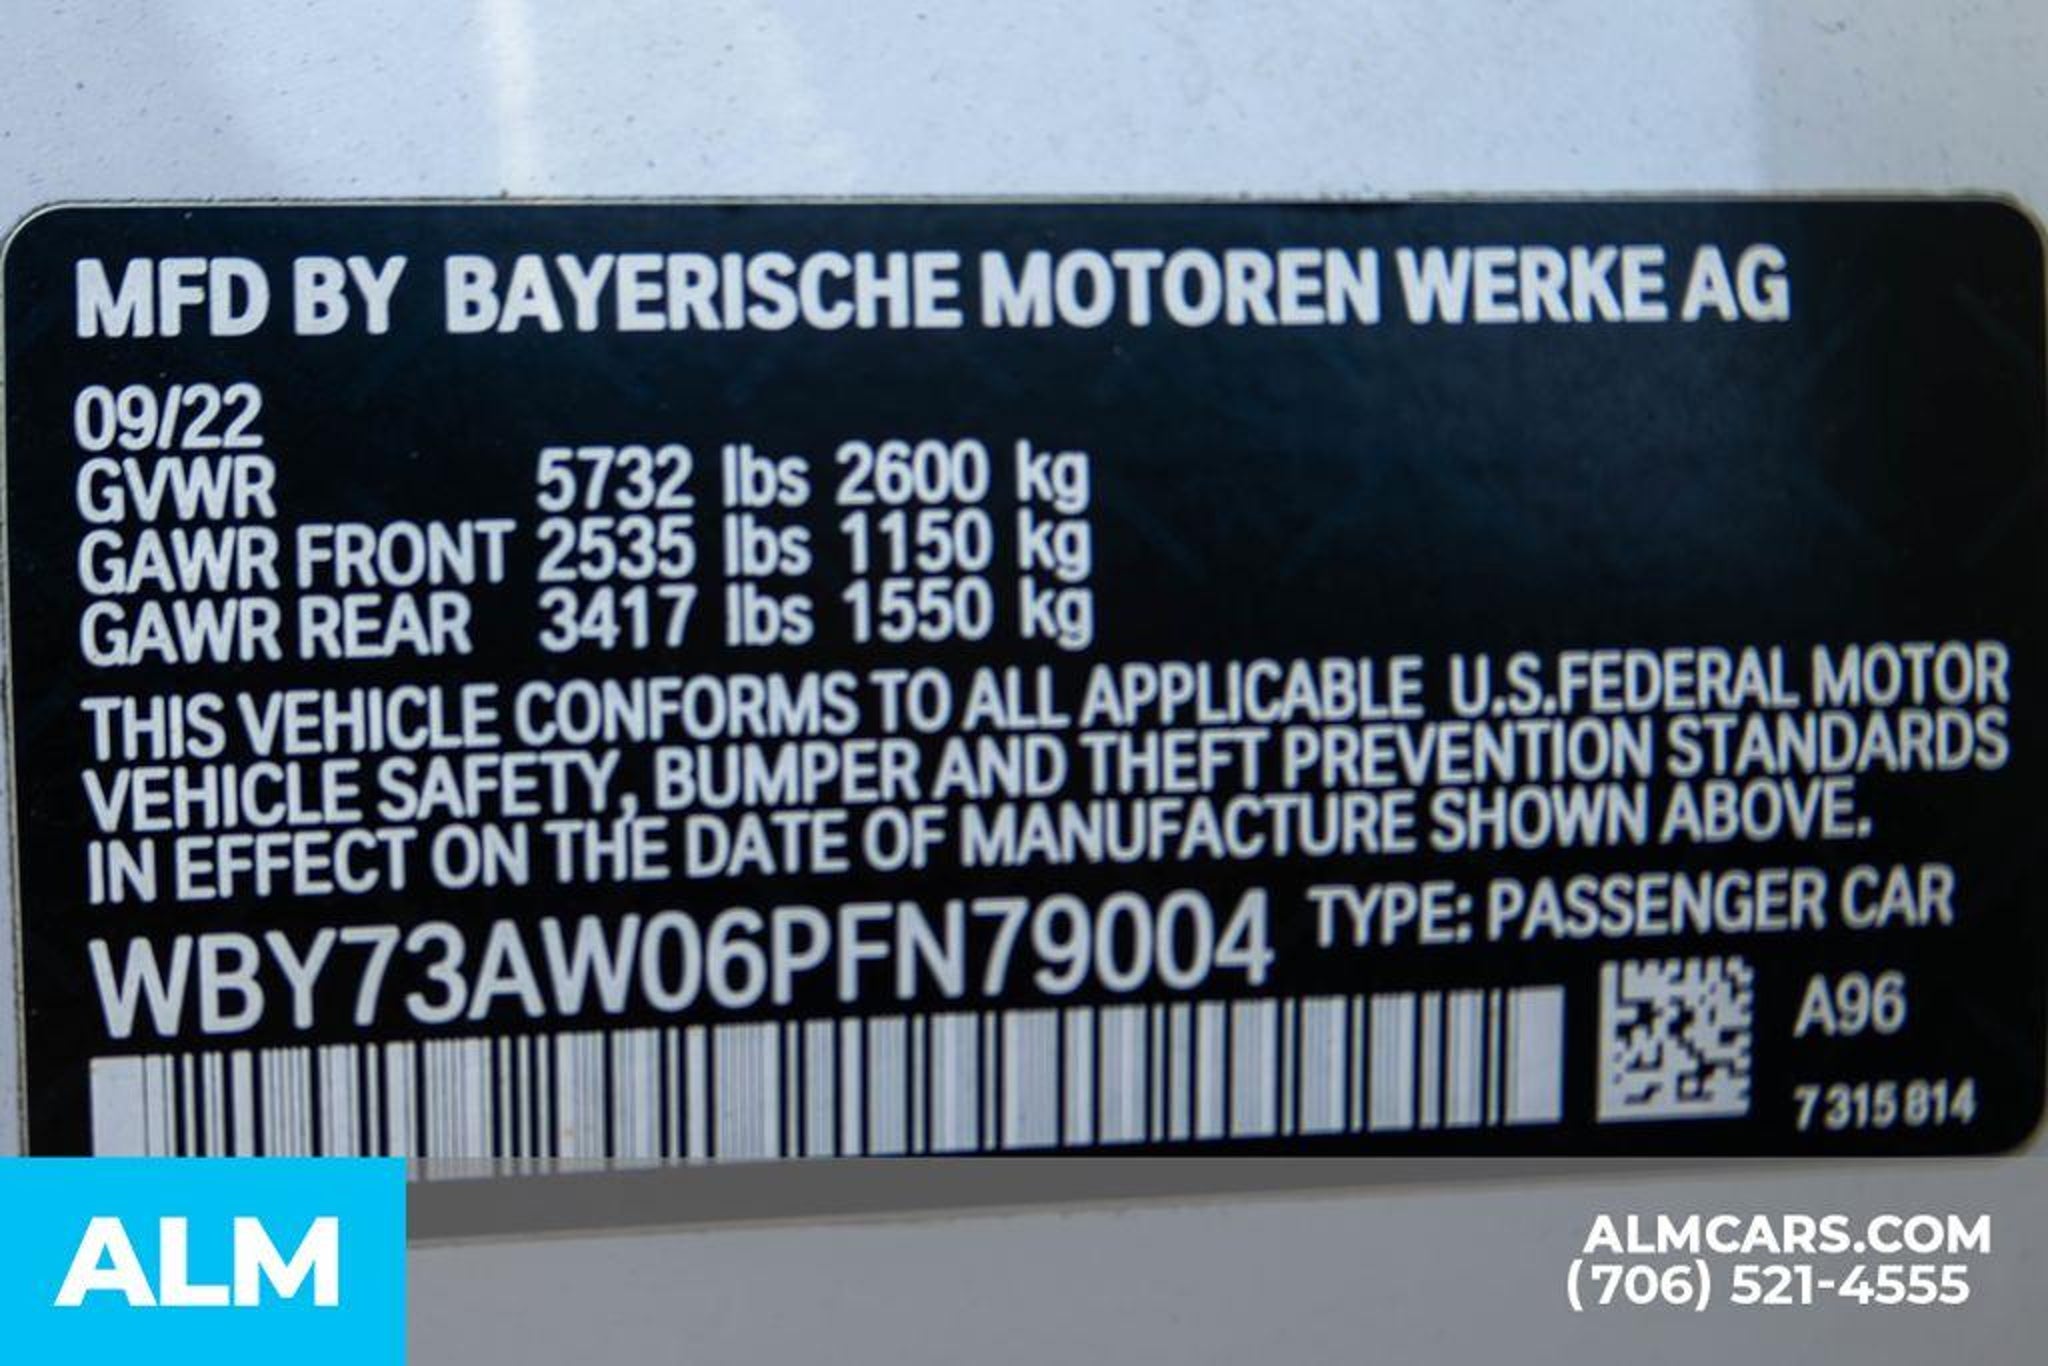 MFD BY BAYERISCHE MOTOREN WERKE AG
09/22
GVWR 5732 lbs 2600 kg
GAWR FRONT 2535 lbs 1150 kg
GAWR REAR 3417 lbs 1550 kg
THIS VEHICLE CONFORMS TO ALL APPLICABLE U.S.FEDERAL MOTOR
VEHICLE SAFETY, BUMPER AND THEFT PREVENTION STANDARDS
IN EFFECT ON THE DATE OF MANUFACTURE SHOWN ABOVE.
WBY73AW06PFN79004 TYPE: PASSENGER CAR
A96
7 315 814
ALM
ALMCARS.COM
(706) 521-4555